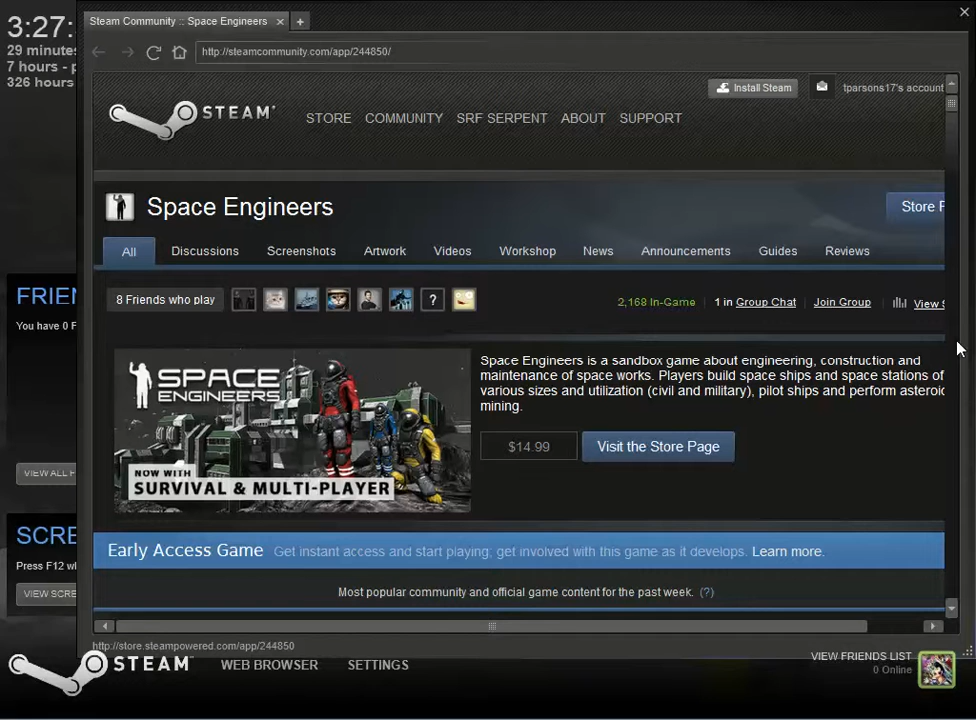 3:27:
29 minutes
7 hours - p
326 hours
Steam Community :: Space Engineers
http://steamcommunity.com/app/244850/
Install Steam
tparsons17's account
STEAM
STORE COMMUNITY SRF SERPENT ABOUT SUPPORT
Space Engineers
Store P
All Discussions Screenshots Artwork Videos Workshop News Announcements Guides Reviews
8 Friends who play
?
2,168 In-Game
1 in Group Chat
Join Group
View S
FRIEN
You have 0 F
VIEW ALL F
SPACE
ENGINEERS
NOW WITH
SURVIVAL & MULTI-PLAYER
Space Engineers is a sandbox game about engineering, construction and
maintenance of space works. Players build space ships and space stations of
various sizes and utilization (civil and military), pilot ships and perform asteroid
mining.
$14.99
Visit the Store Page
SCRE
Press F12 wh
VIEW SCRE
Early Access Game Get instant access and start playing; get involved with this game as it develops. Learn more.
Most popular community and official game content for the past week. (?)
http://store.steampowered.com/app/244850
STEAM
WEB BROWSER
SETTINGS
VIEW FRIENDS LIST
0 Online